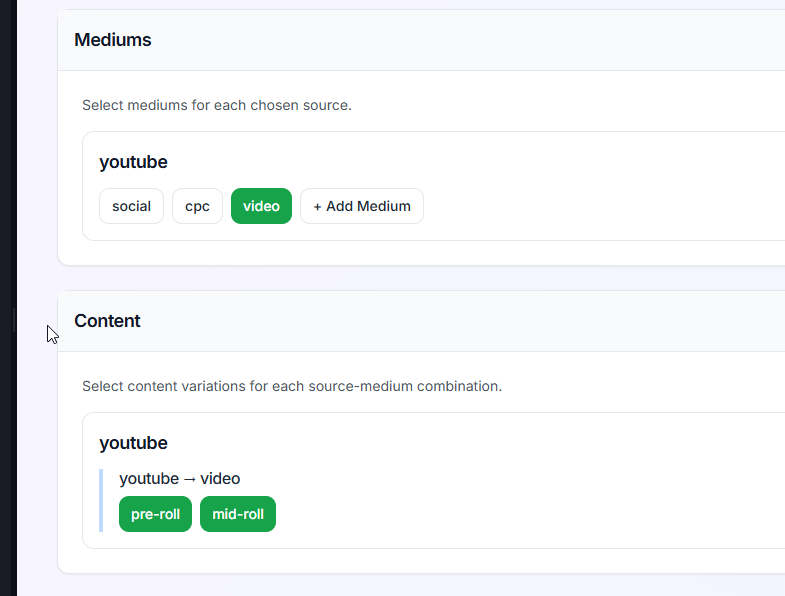 Mediums
Select mediums for each chosen source.
youtube
social cpc video + Add Medium
Content
Select content variations for each source-medium combination.
youtube
youtube → video
pre-roll mid-roll